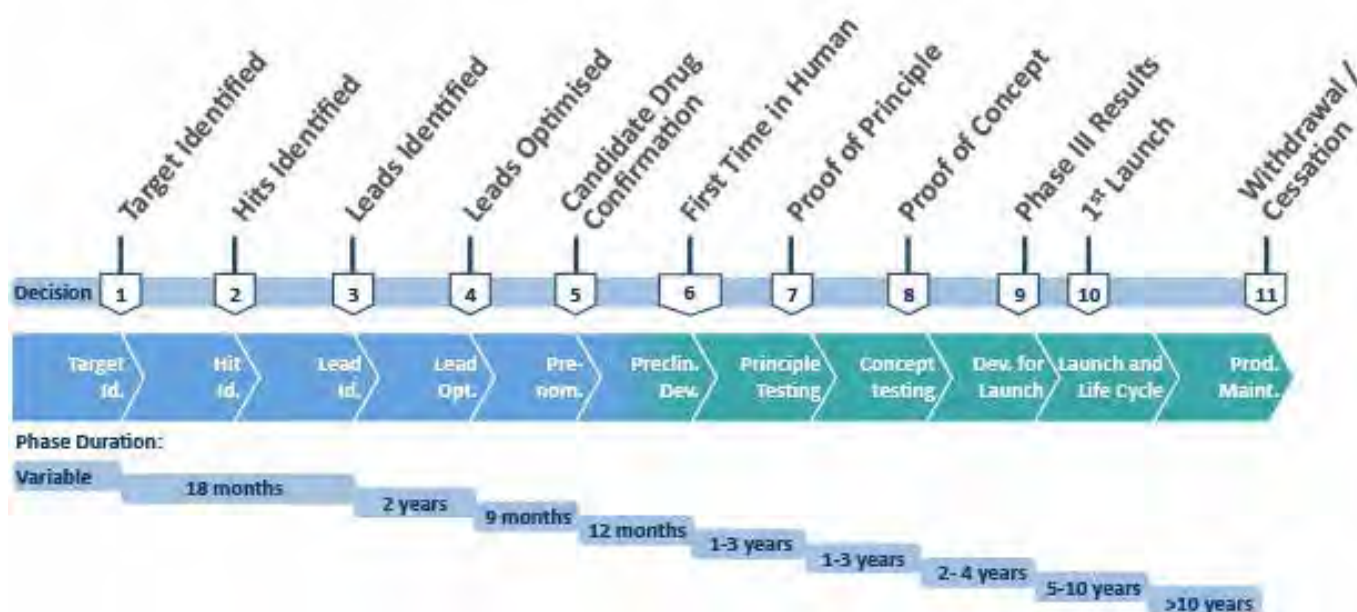 Target Identified
Hits Identified
Leads Identified
Leads Optimised
Candidate Drug
Confirmation
First Time in Human
Proof of Principle
Proof of Concept
Phase III Results
1st Launch
Withdrawal /
Cessation
Decision 1 2 3 4 5 6 7 8 9 10 11
Target
Id.
Hit
Id.
Lead
Id.
Lead
Opt.
Pre-
nom.
Preclin.
Dev.
Principle
Testing
Concept
testing
Dev. for
Launch
Launch and
Life Cycle
Prod.
Maint.
Phase Duration:
Variable
18 months
2 years
9 months
12 months
1-3 years
1-3 years
2- 4 years
5-10 years
>10 years